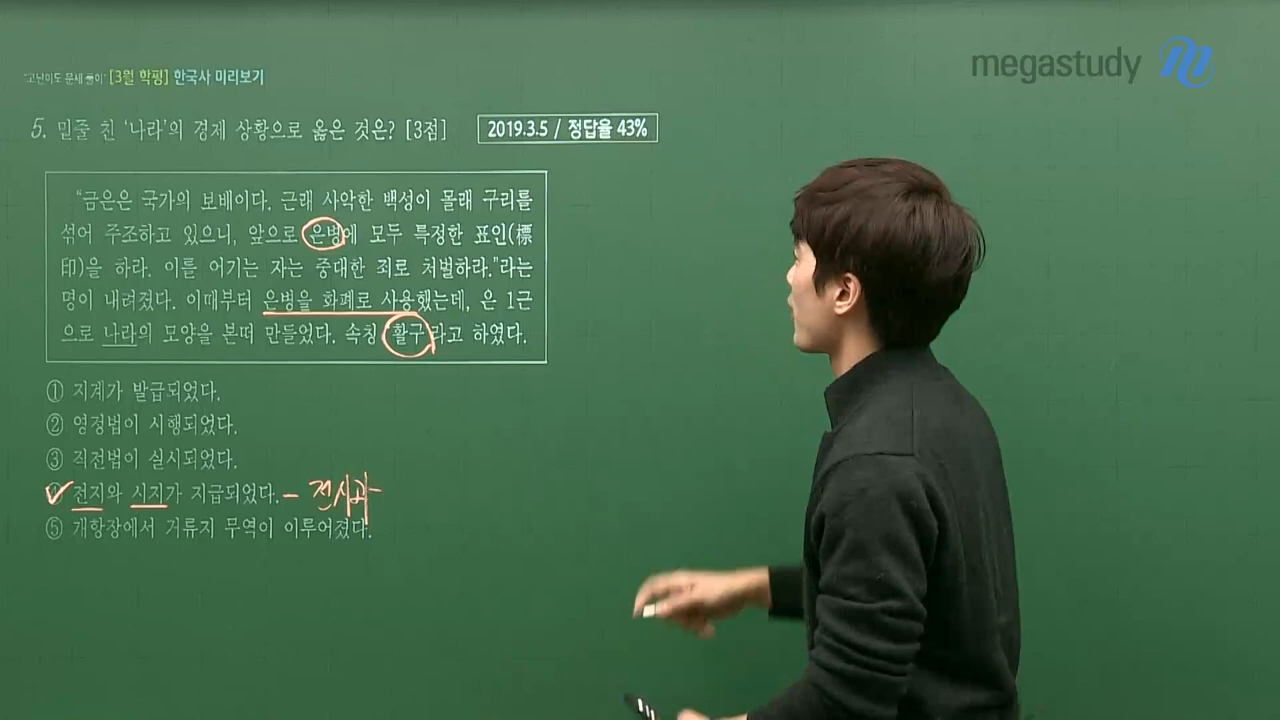 megastudy
"고난이도 문제 풀이" [3월 학평] 한국사 미리보기
5. 밑줄 친 '나라'의 경제 상황으로 옳은 것은? [3점]
2019.3.5 / 정답율 43%
"금은은 국가의 보배이다. 근래 사악한 백성이 몰래 구리를
섞어 주조하고 있으니, 앞으로 은병에 모두 특정한 표인(標
印)을 하라. 이를 어기는 자는 중대한 죄로 처벌하라."라는
명이 내려졌다. 이때부터 은병을 화폐로 사용했는데, 은 1근
으로 나라의 모양을 본떠 만들었다. 속칭 '활구'라고 하였다.
① 지계가 발급되었다.
② 영정법이 시행되었다.
③ 직전법이 실시되었다.
④ 전지와 시지가 지급되었다. - 전시과
⑤ 개항장에서 거류지 무역이 이루어졌다.